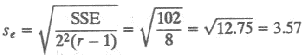 s_e = √(SSE / 2²(r − 1)) = √(102 / 8) = √12.75 = 3.57